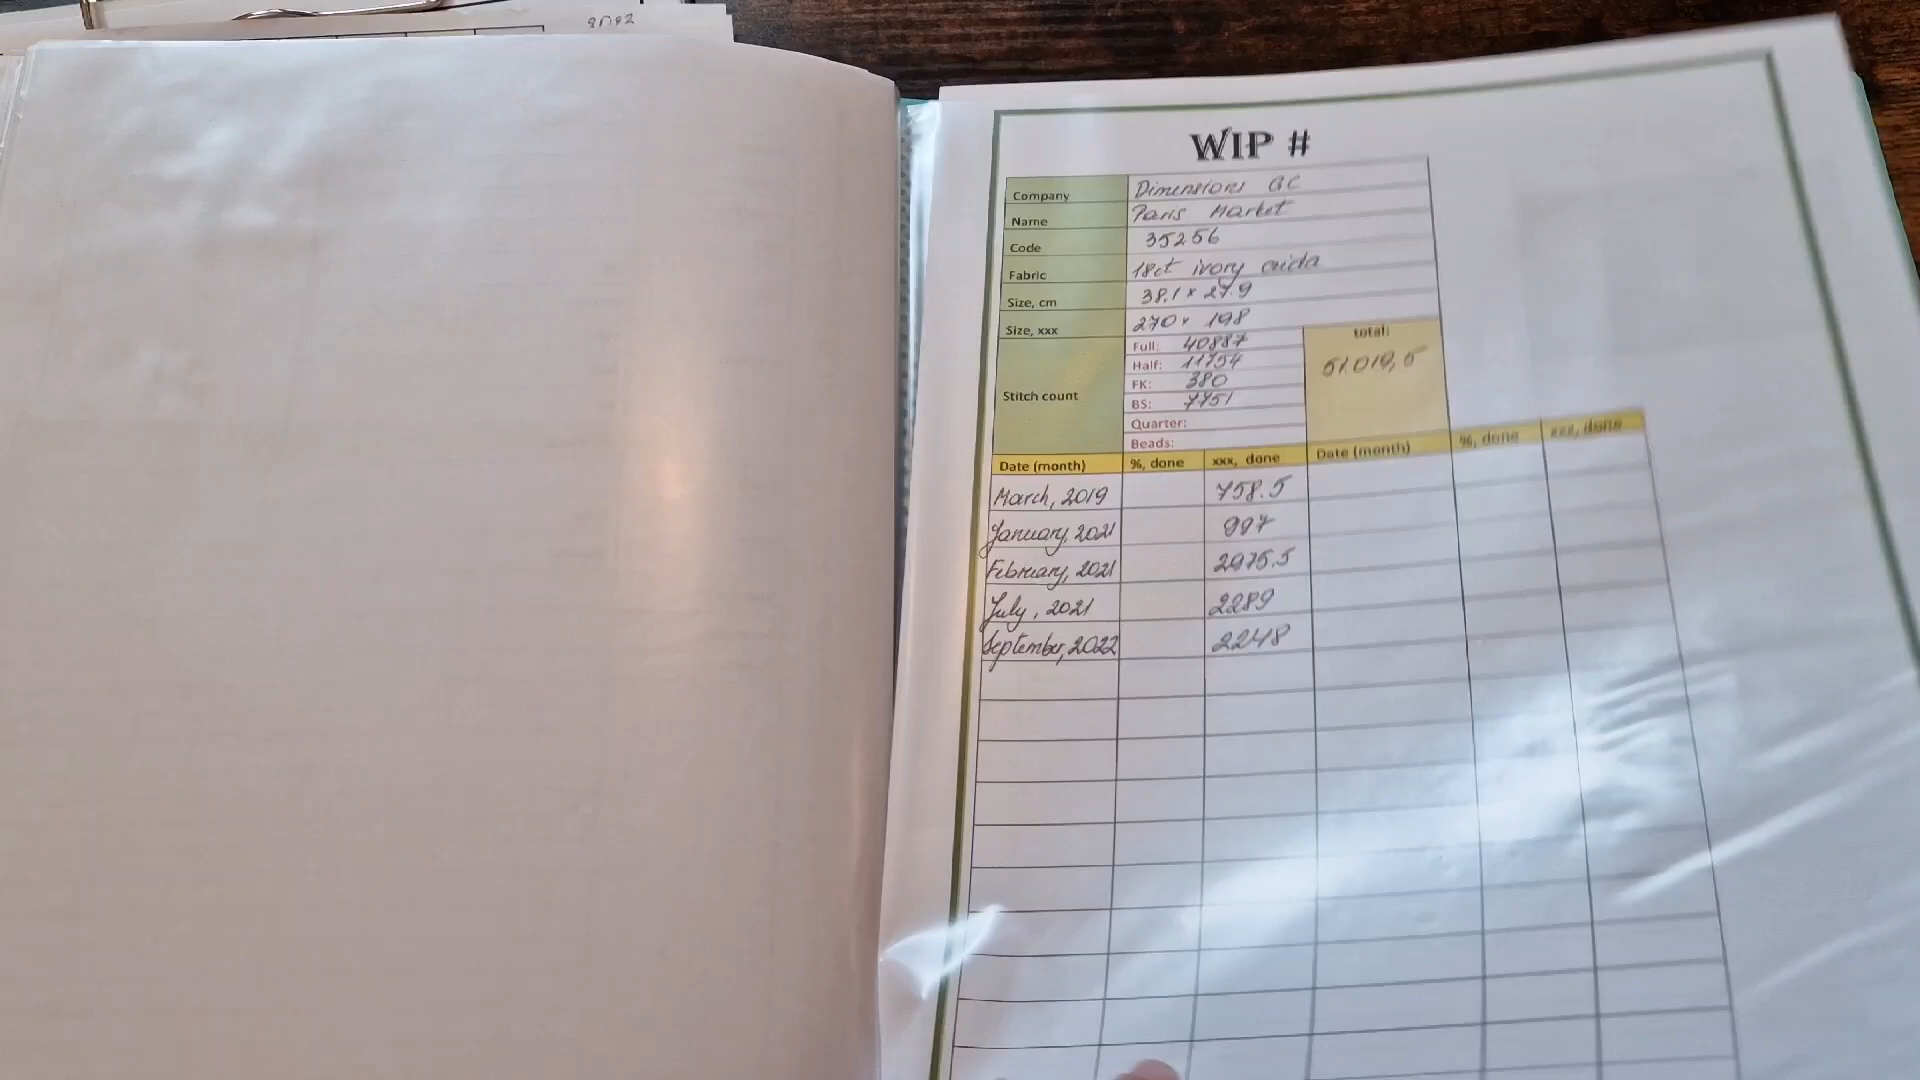 WIP #
Company Dimensions GC
Name Paris Market
Code 35256
Fabric 18ct ivory aida
Size, cm 38,1 x 27.9
Size, xxx 270 x 198
Stitch count
Full: 40887
Half: 11754
FK: 380
BS: 7751
Quarter:
Beads:
total:
51.019,5
Date (month) %, done xxx, done Date (month) %, done xxx, done
March, 2019 758.5
January, 2021 997
February, 2021 2975.5
July, 2021 2289
September, 2022 2248